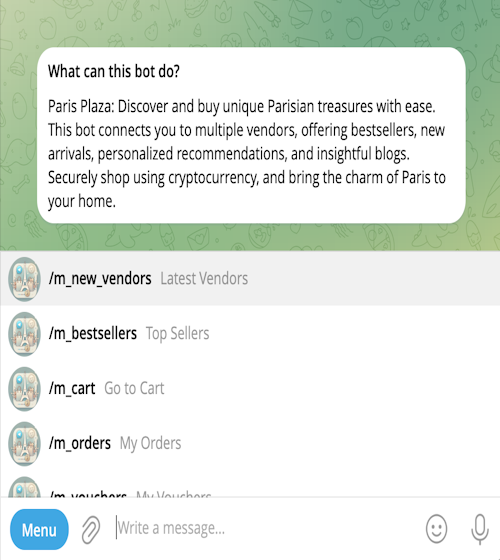 What can this bot do?
Paris Plaza: Discover and buy unique Parisian treasures with ease.
This bot connects you to multiple vendors, offering bestsellers, new
arrivals, personalized recommendations, and insightful blogs.
Securely shop using cryptocurrency, and bring the charm of Paris to
your home.
/m_new_vendors Latest Vendors
/m_bestsellers Top Sellers
/m_cart Go to Cart
/m_orders My Orders
/m_vouchers My Vouchers
Menu Write a message...